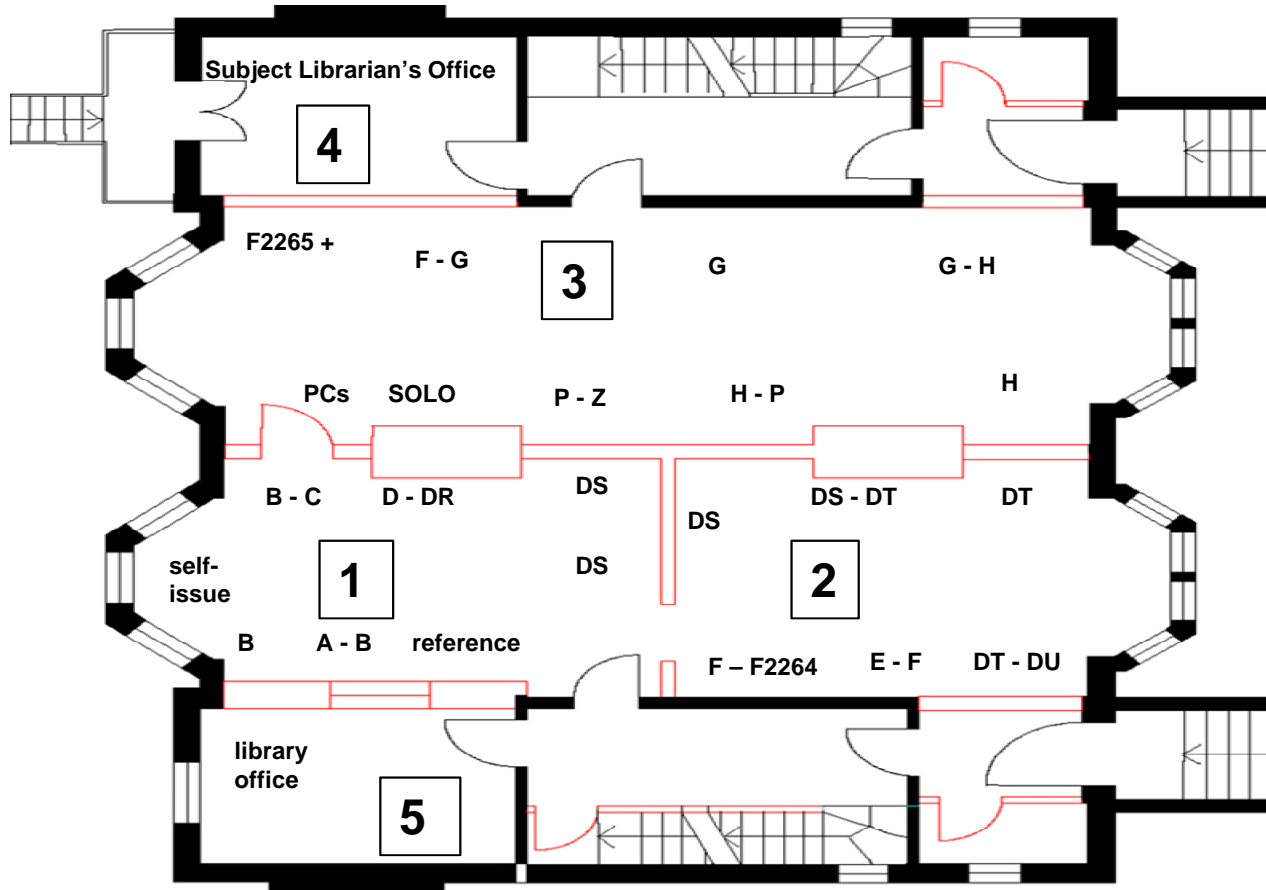 Subject Librarian's Office
4
F2265 +
F - G
3
G
G - H
PCs
SOLO
P - Z
H - P
H
B - C
D - DR
DS
DS
DS - DT
DT
self-
issue
1
DS
2
B
A - B
reference
F – F2264
E - F
DT - DU
library
office
5